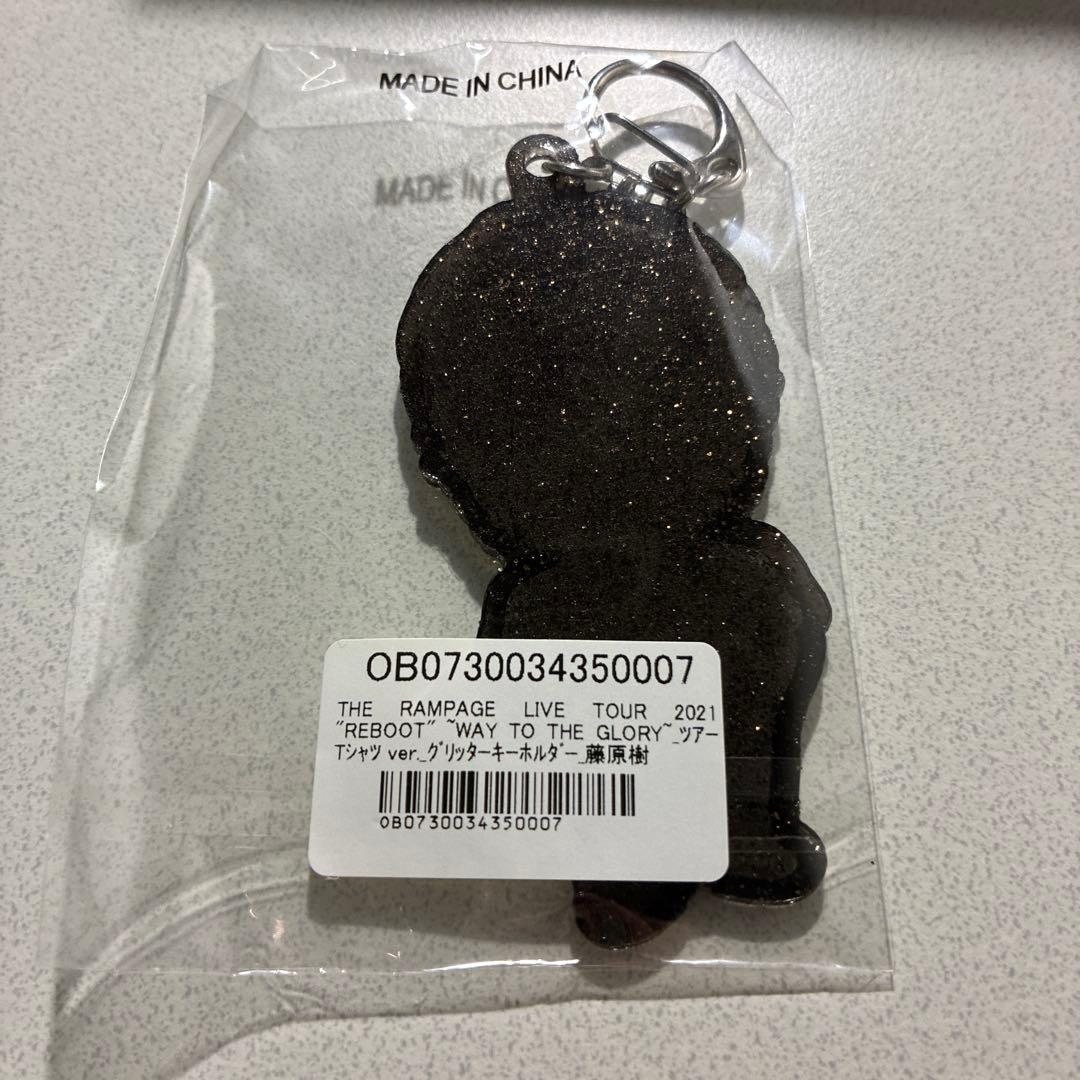 MADE IN CHINA
MADE IN C
OB0730034350007
THE RAMPAGE LIVE TOUR 2021
"REBOOT" ~WAY TO THE GLORY~_ツアー
Tシャツ ver._グリッターキーホルダー_藤原樹
OB0730034350007